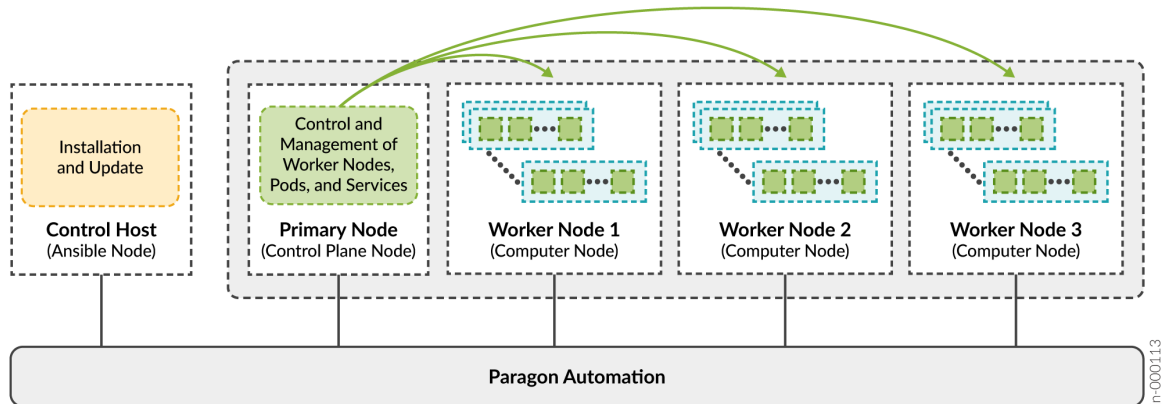 Installation
and Update
Control Host
(Ansible Node)
Control and
Management of
Worker Nodes,
Pods, and Services
Primary Node
(Control Plane Node)
Worker Node 1
(Computer Node)
Worker Node 2
(Computer Node)
Worker Node 3
(Computer Node)
Paragon Automation
n-000113